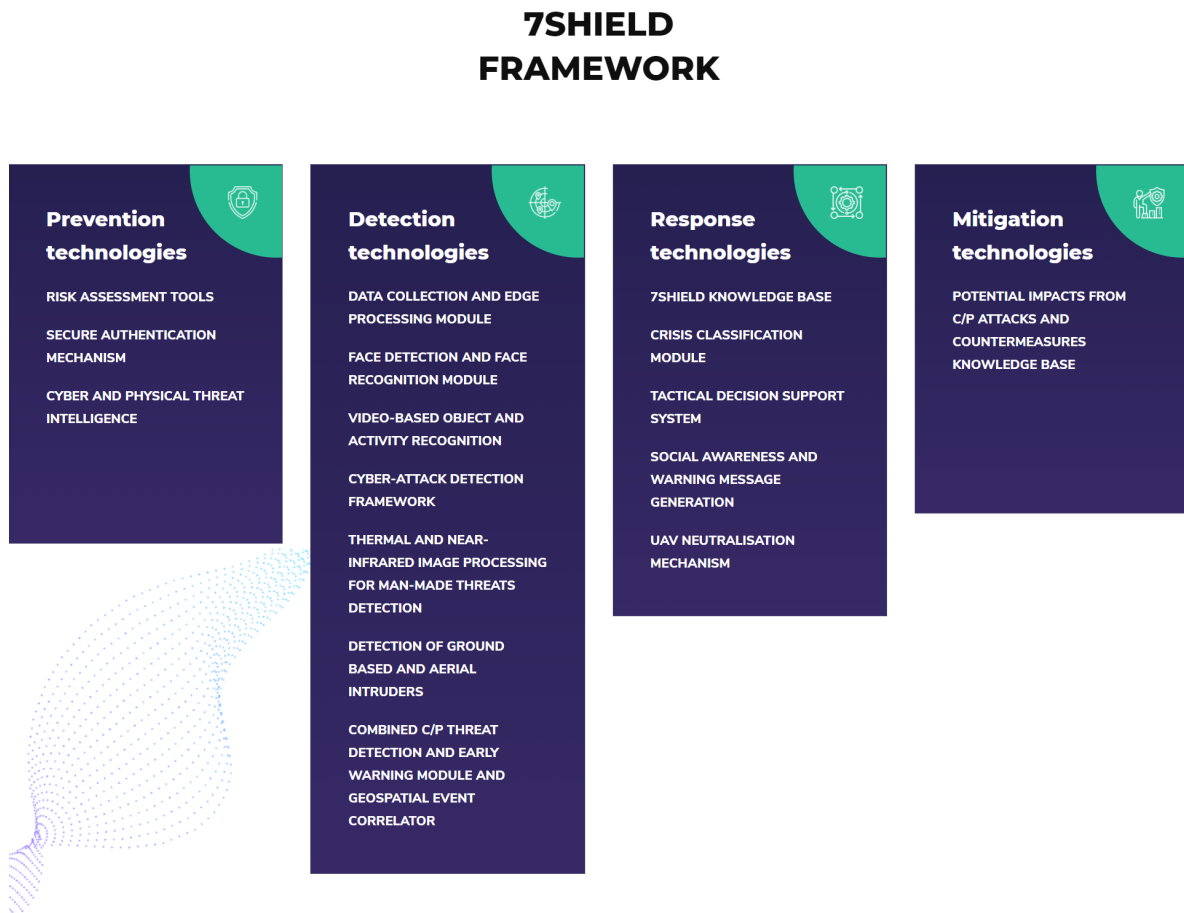 7SHIELD
FRAMEWORK
Prevention
technologies
RISK ASSESSMENT TOOLS
SECURE AUTHENTICATION
MECHANISM
CYBER AND PHYSICAL THREAT
INTELLIGENCE
Detection
technologies
DATA COLLECTION AND EDGE
PROCESSING MODULE
FACE DETECTION AND FACE
RECOGNITION MODULE
VIDEO-BASED OBJECT AND
ACTIVITY RECOGNITION
CYBER-ATTACK DETECTION
FRAMEWORK
THERMAL AND NEAR-
INFRARED IMAGE PROCESSING
FOR MAN-MADE THREATS
DETECTION
DETECTION OF GROUND
BASED AND AERIAL
INTRUDERS
COMBINED C/P THREAT
DETECTION AND EARLY
WARNING MODULE AND
GEOSPATIAL EVENT
CORRELATOR
Response
technologies
7SHIELD KNOWLEDGE BASE
CRISIS CLASSIFICATION
MODULE
TACTICAL DECISION SUPPORT
SYSTEM
SOCIAL AWARENESS AND
WARNING MESSAGE
GENERATION
UAV NEUTRALISATION
MECHANISM
Mitigation
technologies
POTENTIAL IMPACTS FROM
C/P ATTACKS AND
COUNTERMEASURES
KNOWLEDGE BASE